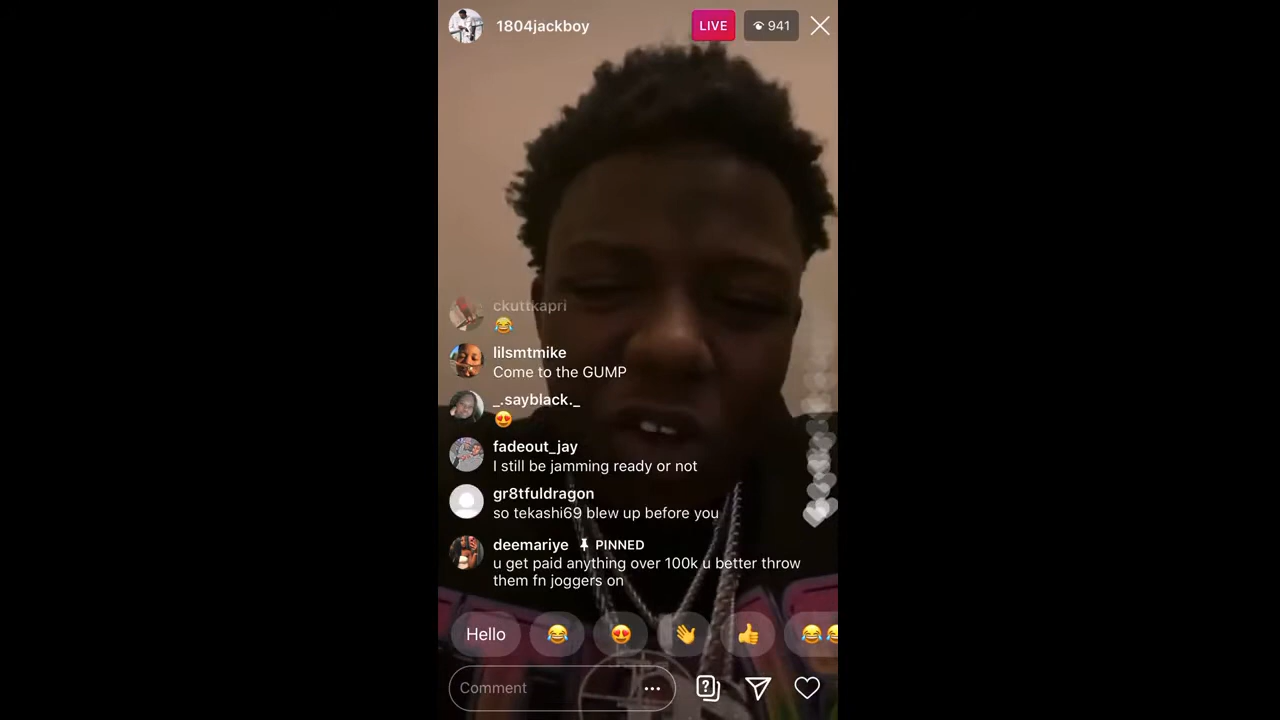 1804jackboy
LIVE
941
ckuttkapri
😂
lilsmtmike
Come to the GUMP
_.sayblack._
😍
fadeout_jay
I still be jamming ready or not
gr8tfuldragon
so tekashi69 blew up before you
deemariye PINNED
u get paid anything over 100k u better throw
them fn joggers on
Hello 😂 😍 👋 👍 😂😂
Comment